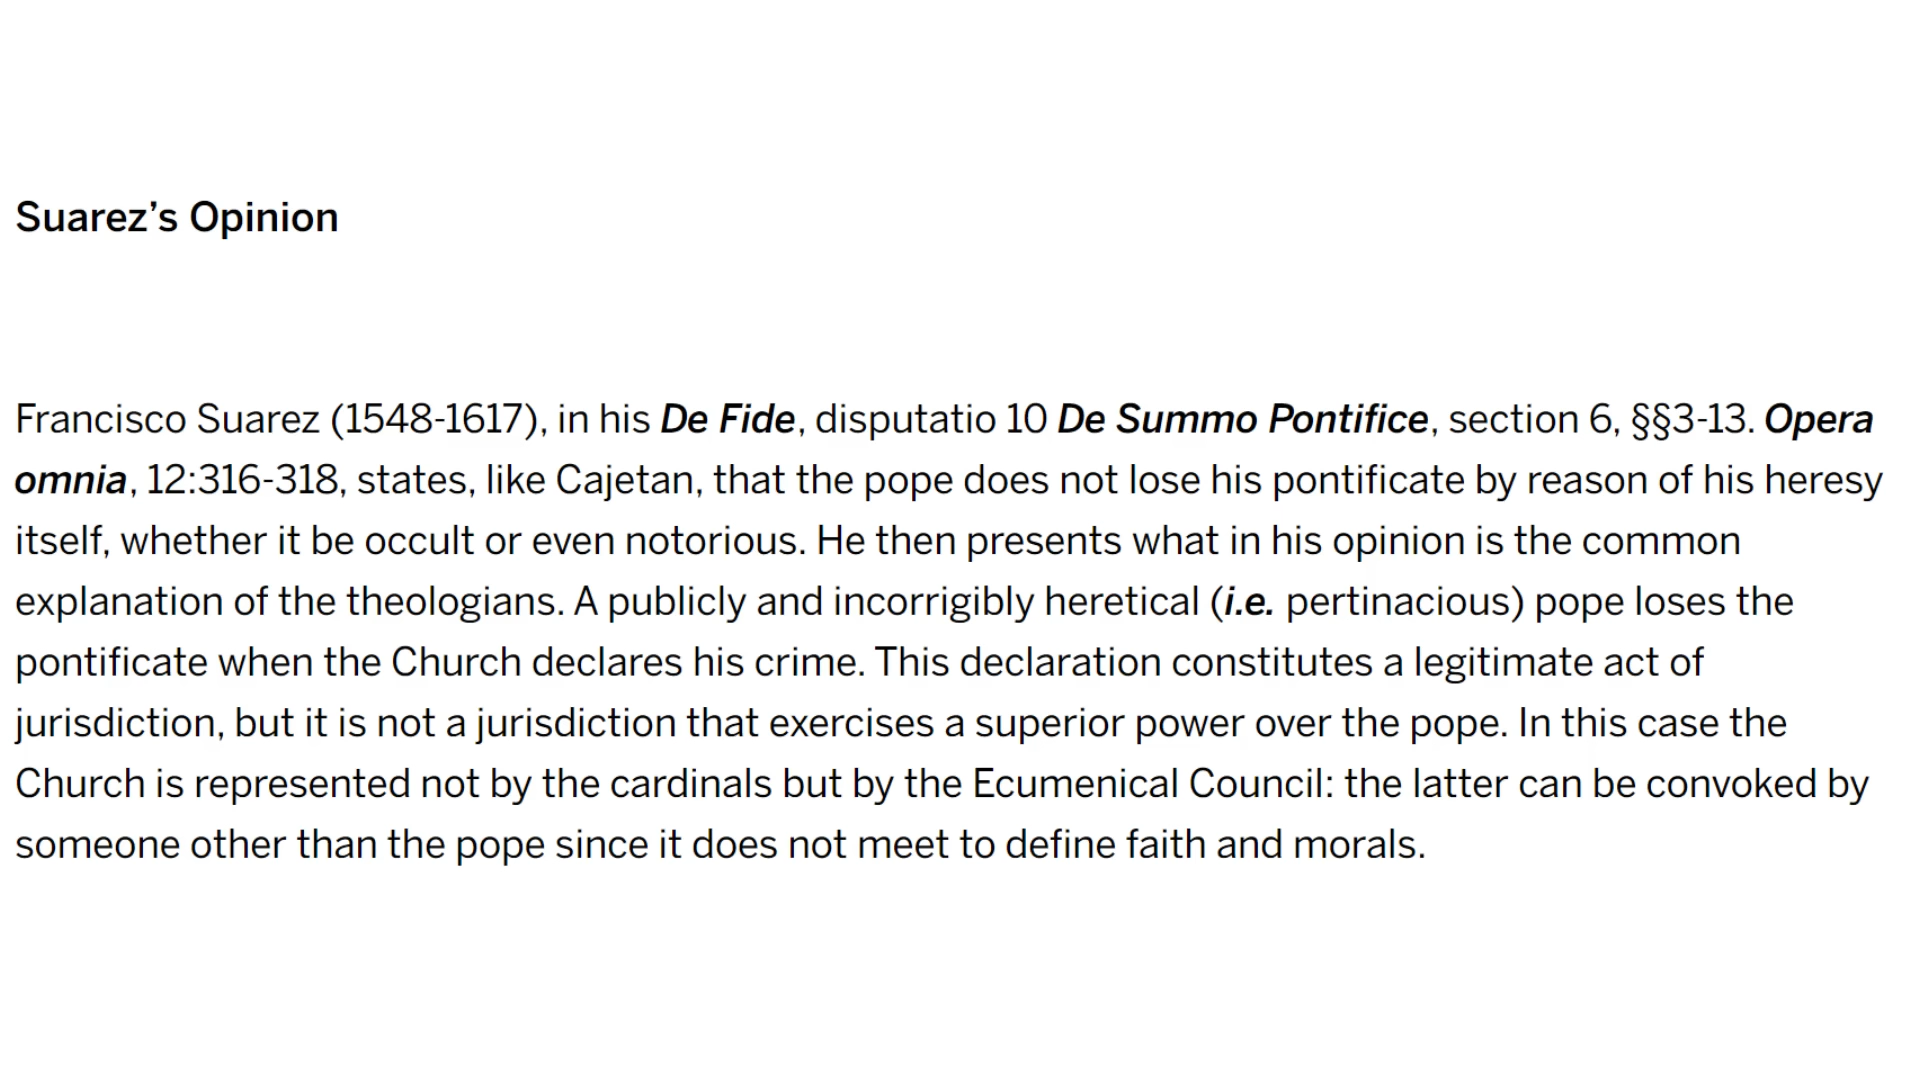 Suarez’s Opinion
Francisco Suarez (1548-1617), in his De Fide, disputatio 10 De Summo Pontifice, section 6, §§3-13. Opera
omnia, 12:316-318, states, like Cajetan, that the pope does not lose his pontificate by reason of his heresy
itself, whether it be occult or even notorious. He then presents what in his opinion is the common
explanation of the theologians. A publicly and incorrigibly heretical (i.e. pertinacious) pope loses the
pontificate when the Church declares his crime. This declaration constitutes a legitimate act of
jurisdiction, but it is not a jurisdiction that exercises a superior power over the pope. In this case the
Church is represented not by the cardinals but by the Ecumenical Council: the latter can be convoked by
someone other than the pope since it does not meet to define faith and morals.